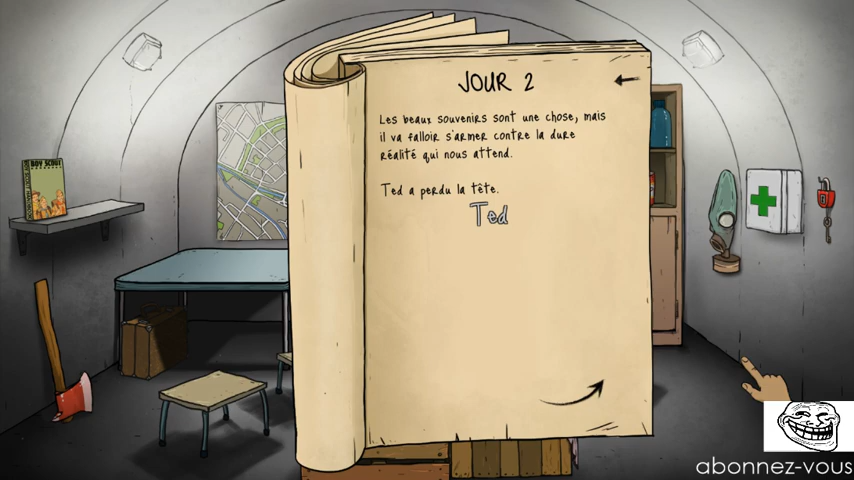 JOUR 2
Les beaux souvenirs sont une chose, mais
il va falloir s'armer contre la dure
réalité qui nous attend.
Ted a perdu la tête.
Ted
BOY SCOUT
abonnez-vous